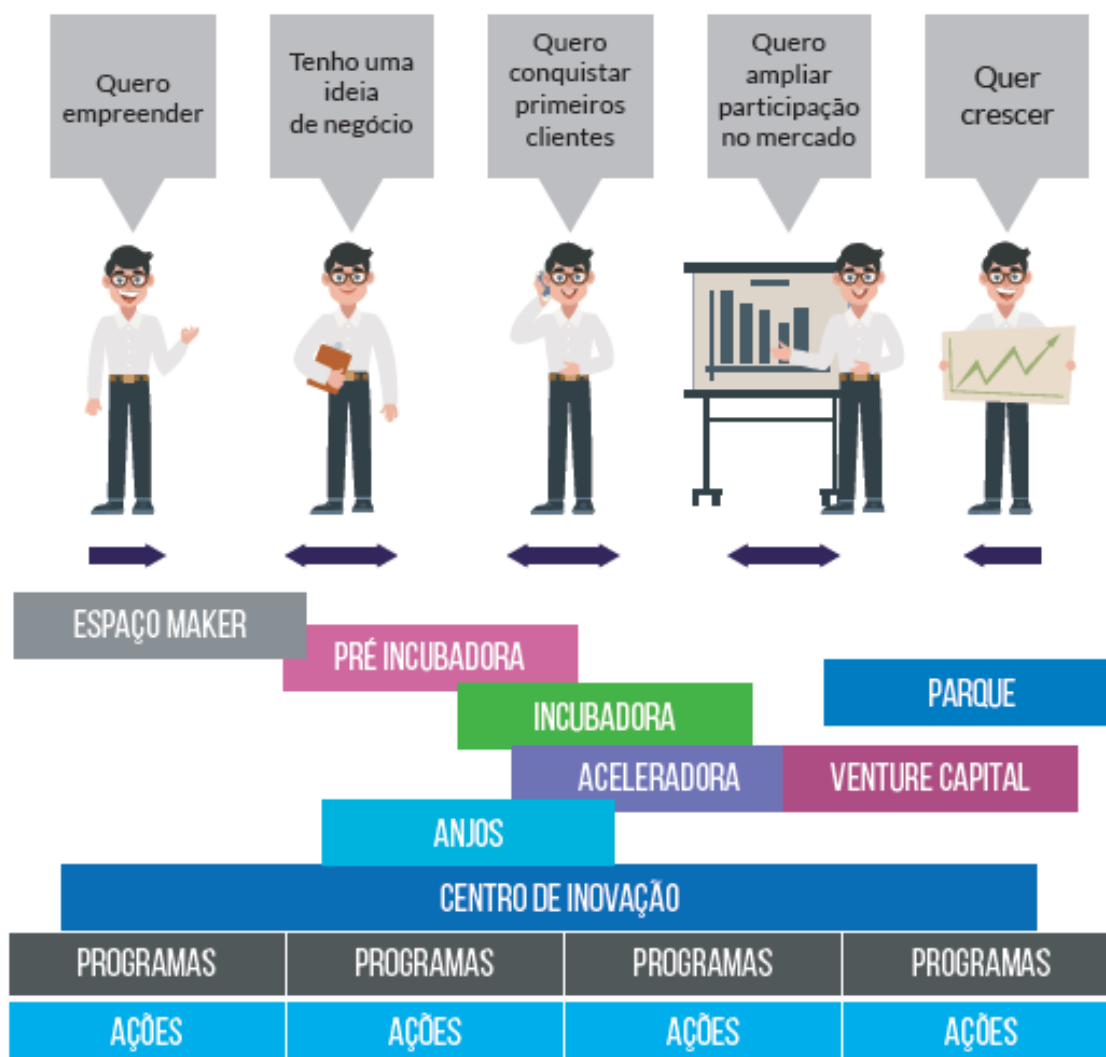 Quero
empreender
Tenho uma
ideia
de negócio
Quero
conquistar
primeiros
clientes
Quero
ampliar
participação
no mercado
Quer
crescer
ESPAÇO MAKER
PRÉ INCUBADORA
INCUBADORA
PARQUE
ACELERADORA
VENTURE CAPITAL
ANJOS
CENTRO DE INOVAÇÃO
PROGRAMAS PROGRAMAS PROGRAMAS PROGRAMAS
AÇÕES AÇÕES AÇÕES AÇÕES